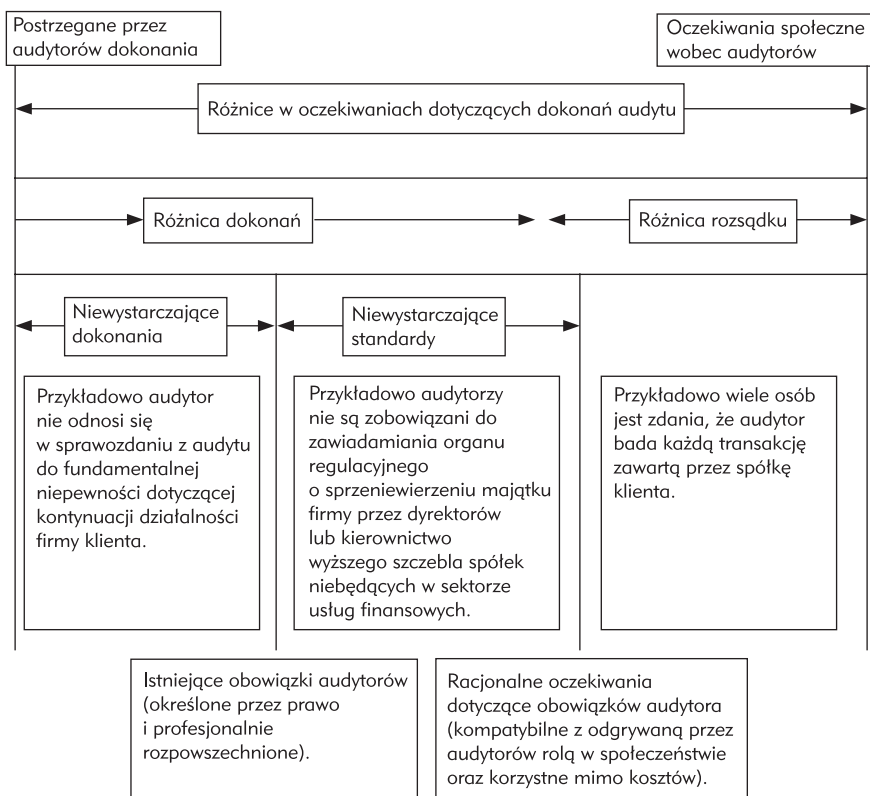 Postrzegane przez
audytorów dokonania
Oczekiwania społeczne
wobec audytorów
Różnice w oczekiwaniach dotyczących dokonań audytu
Różnica dokonań
Różnica rozsądku
Niewystarczające
dokonania
Niewystarczające
standardy
Przykładowo audytor
nie odnosi się
w sprawozdaniu z audytu
do fundamentalnej
niepewności dotyczącej
kontynuacji działalności
firmy klienta.
Przykładowo audytorzy
nie są zobowiązani do
zawiadamiania organu
regulacyjnego
o sprzeniewierzeniu majątku
firmy przez dyrektorów
lub kierownictwo
wyższego szczebla spółek
niebędących w sektorze
usług finansowych.
Przykładowo wiele osób
jest zdania, że audytor
bada każdą transakcję
zawartą przez spółkę
klienta.
Istniejące obowiązki audytorów
(określone przez prawo
i profesjonalnie
rozpowszechnione).
Racjonalne oczekiwania
dotyczące obowiązków audytora
(kompatybilne z odgrywaną przez
audytorów rolą w społeczeństwie
oraz korzystne mimo kosztów).